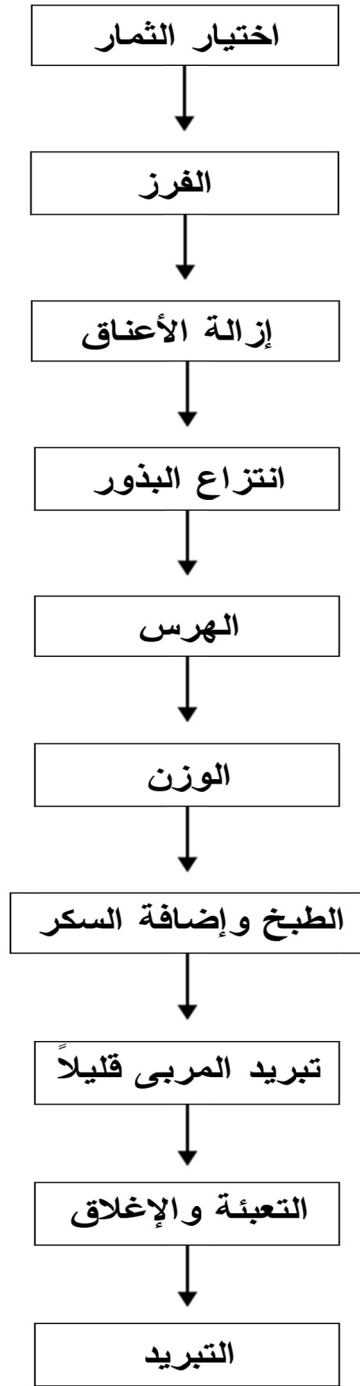 اختيار الثمار
الفرز
إزالة الأعناق
انتزاع البذور
الهرس
الوزن
الطبخ وإضافة السكر
تبريد المربى قليلاً
التعبئة والإغلاق
التبريد